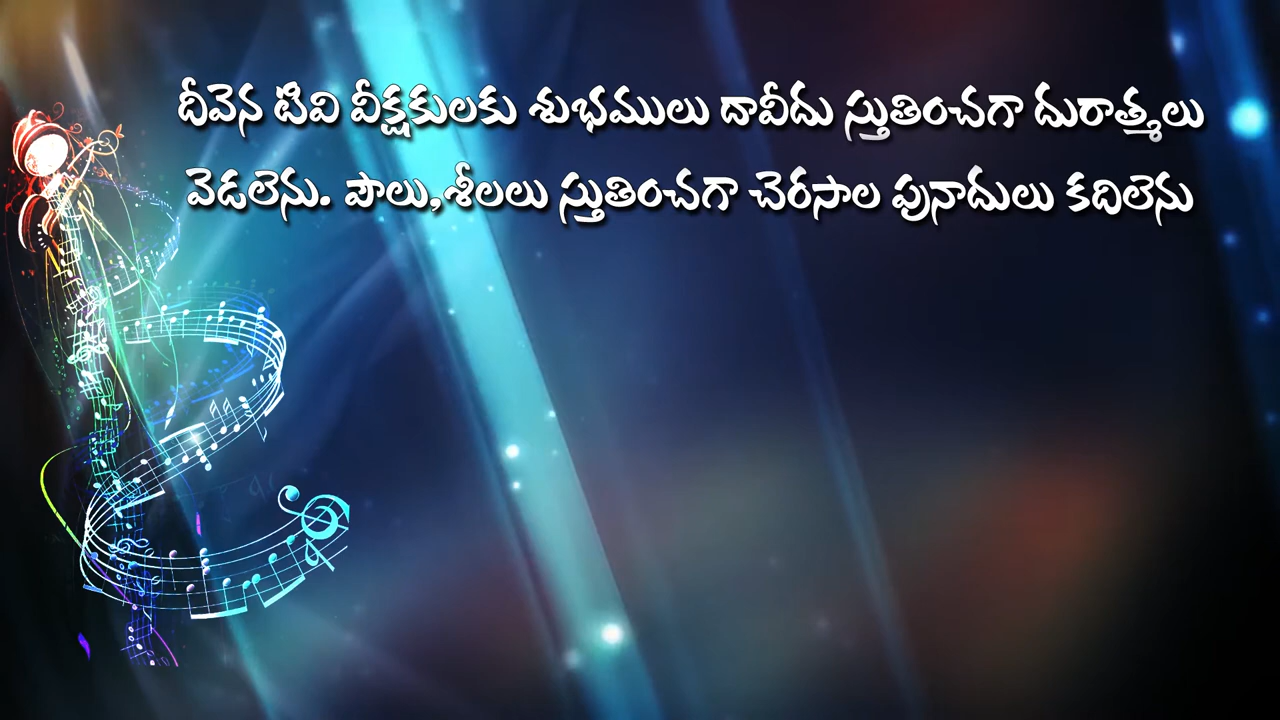 దీవెన టివి వీక్షకులకు శుభములు దావీదు స్తుతించగా దురాత్మలు
వెడలెను. పౌలు,శీలలు స్తుతించగా చెరసాల పునాదులు కదిలెను